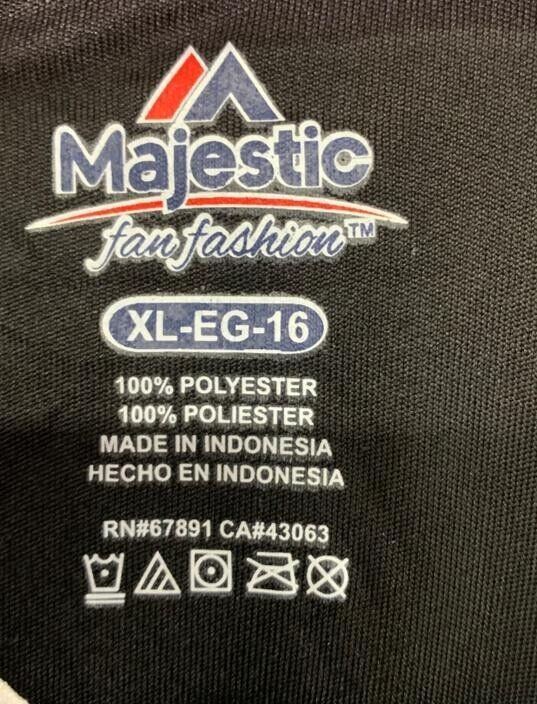 Majestic
fan fashion™
XL-EG-16
100% POLYESTER
100% POLIESTER
MADE IN INDONESIA
HECHO EN INDONESIA
RN#67891 CA#43063